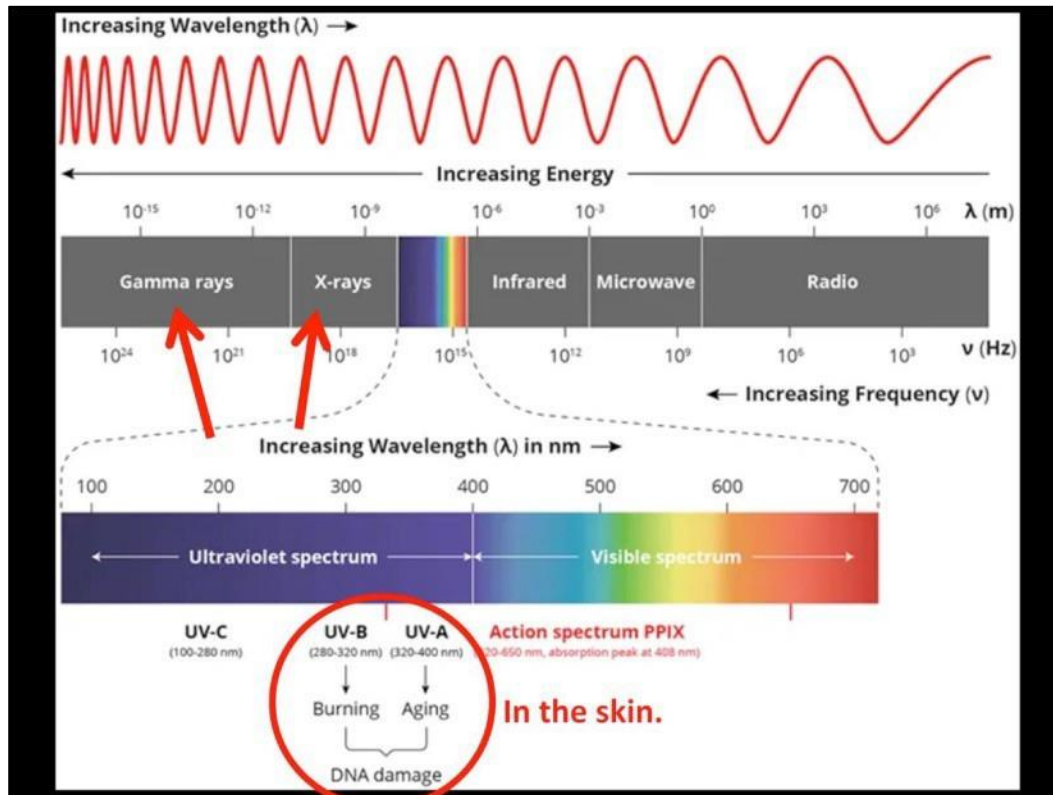 Increasing Wavelength (λ) →
← Increasing Energy
10⁻¹⁵ 10⁻¹² 10⁻⁹ 10⁻⁶ 10⁻³ 10⁰ 10³ 10⁶ λ (m)
Gamma rays X-rays Infrared Microwave Radio
10²⁴ 10²¹ 10¹⁸ 10¹⁵ 10¹² 10⁹ 10⁶ 10³ ν (Hz)
← Increasing Frequency (ν)
Increasing Wavelength (λ) in nm →
100 200 300 400 500 600 700
Ultraviolet spectrum Visible spectrum
UV-C UV-B UV-A Action spectrum PPIX
(100-280 nm) (280-320 nm) (320-400 nm) 20-650 nm, absorption peak at 408 nm)
Burning Aging In the skin.
DNA damage